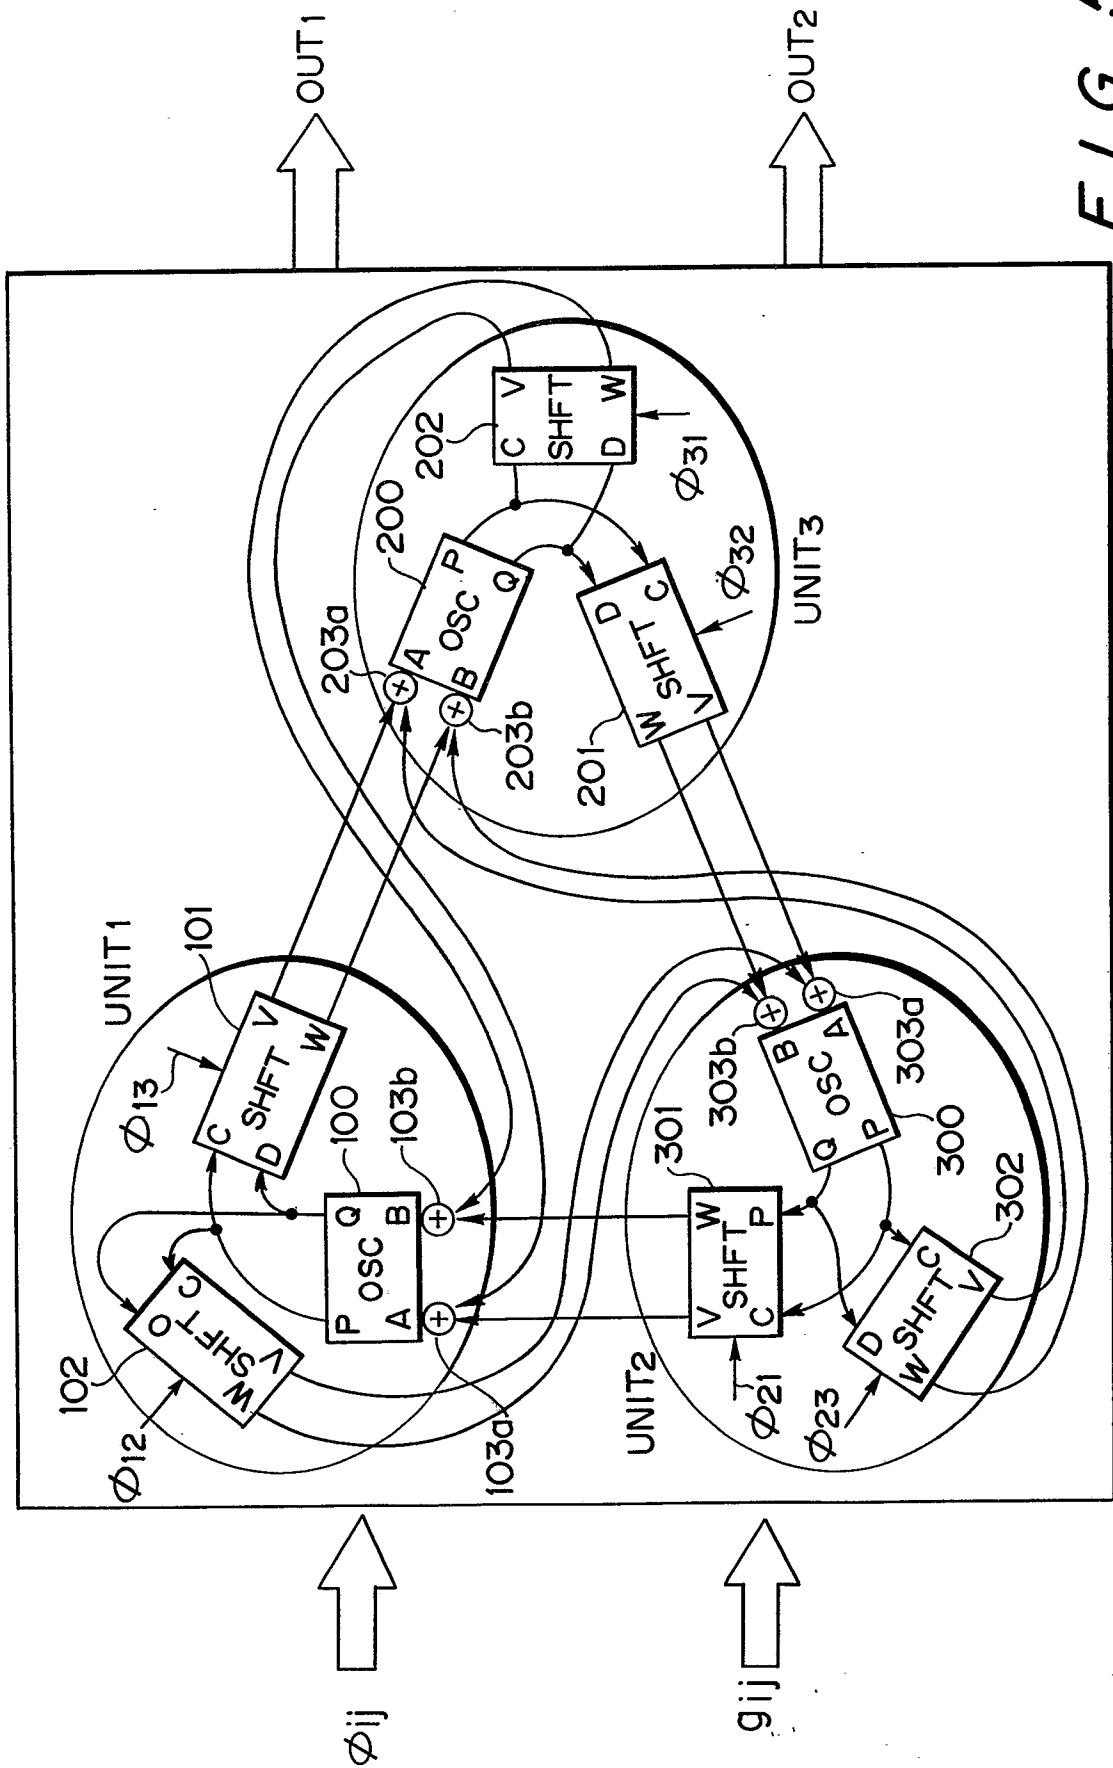 FIG.
OUT1
OUT2
UNIT1
101
ϕ13
C
V
SHFT
D
W
102
O
C
SHFT
W
V
ϕ12
100
P
Q
OSC
A
B
103b
103a
203a
200
A
P
OSC
B
Q
203b
202
C
V
SHFT
D
W
ϕ31
201
D
C
SHFT
W
V
ϕ32
UNIT3
UNIT2
301
V
W
SHFT
C
P
ϕ21
303b
303a
B
A
OSC
Q
P
300
302
D
C
SHFT
W
V
ϕ23
ϕij
gij